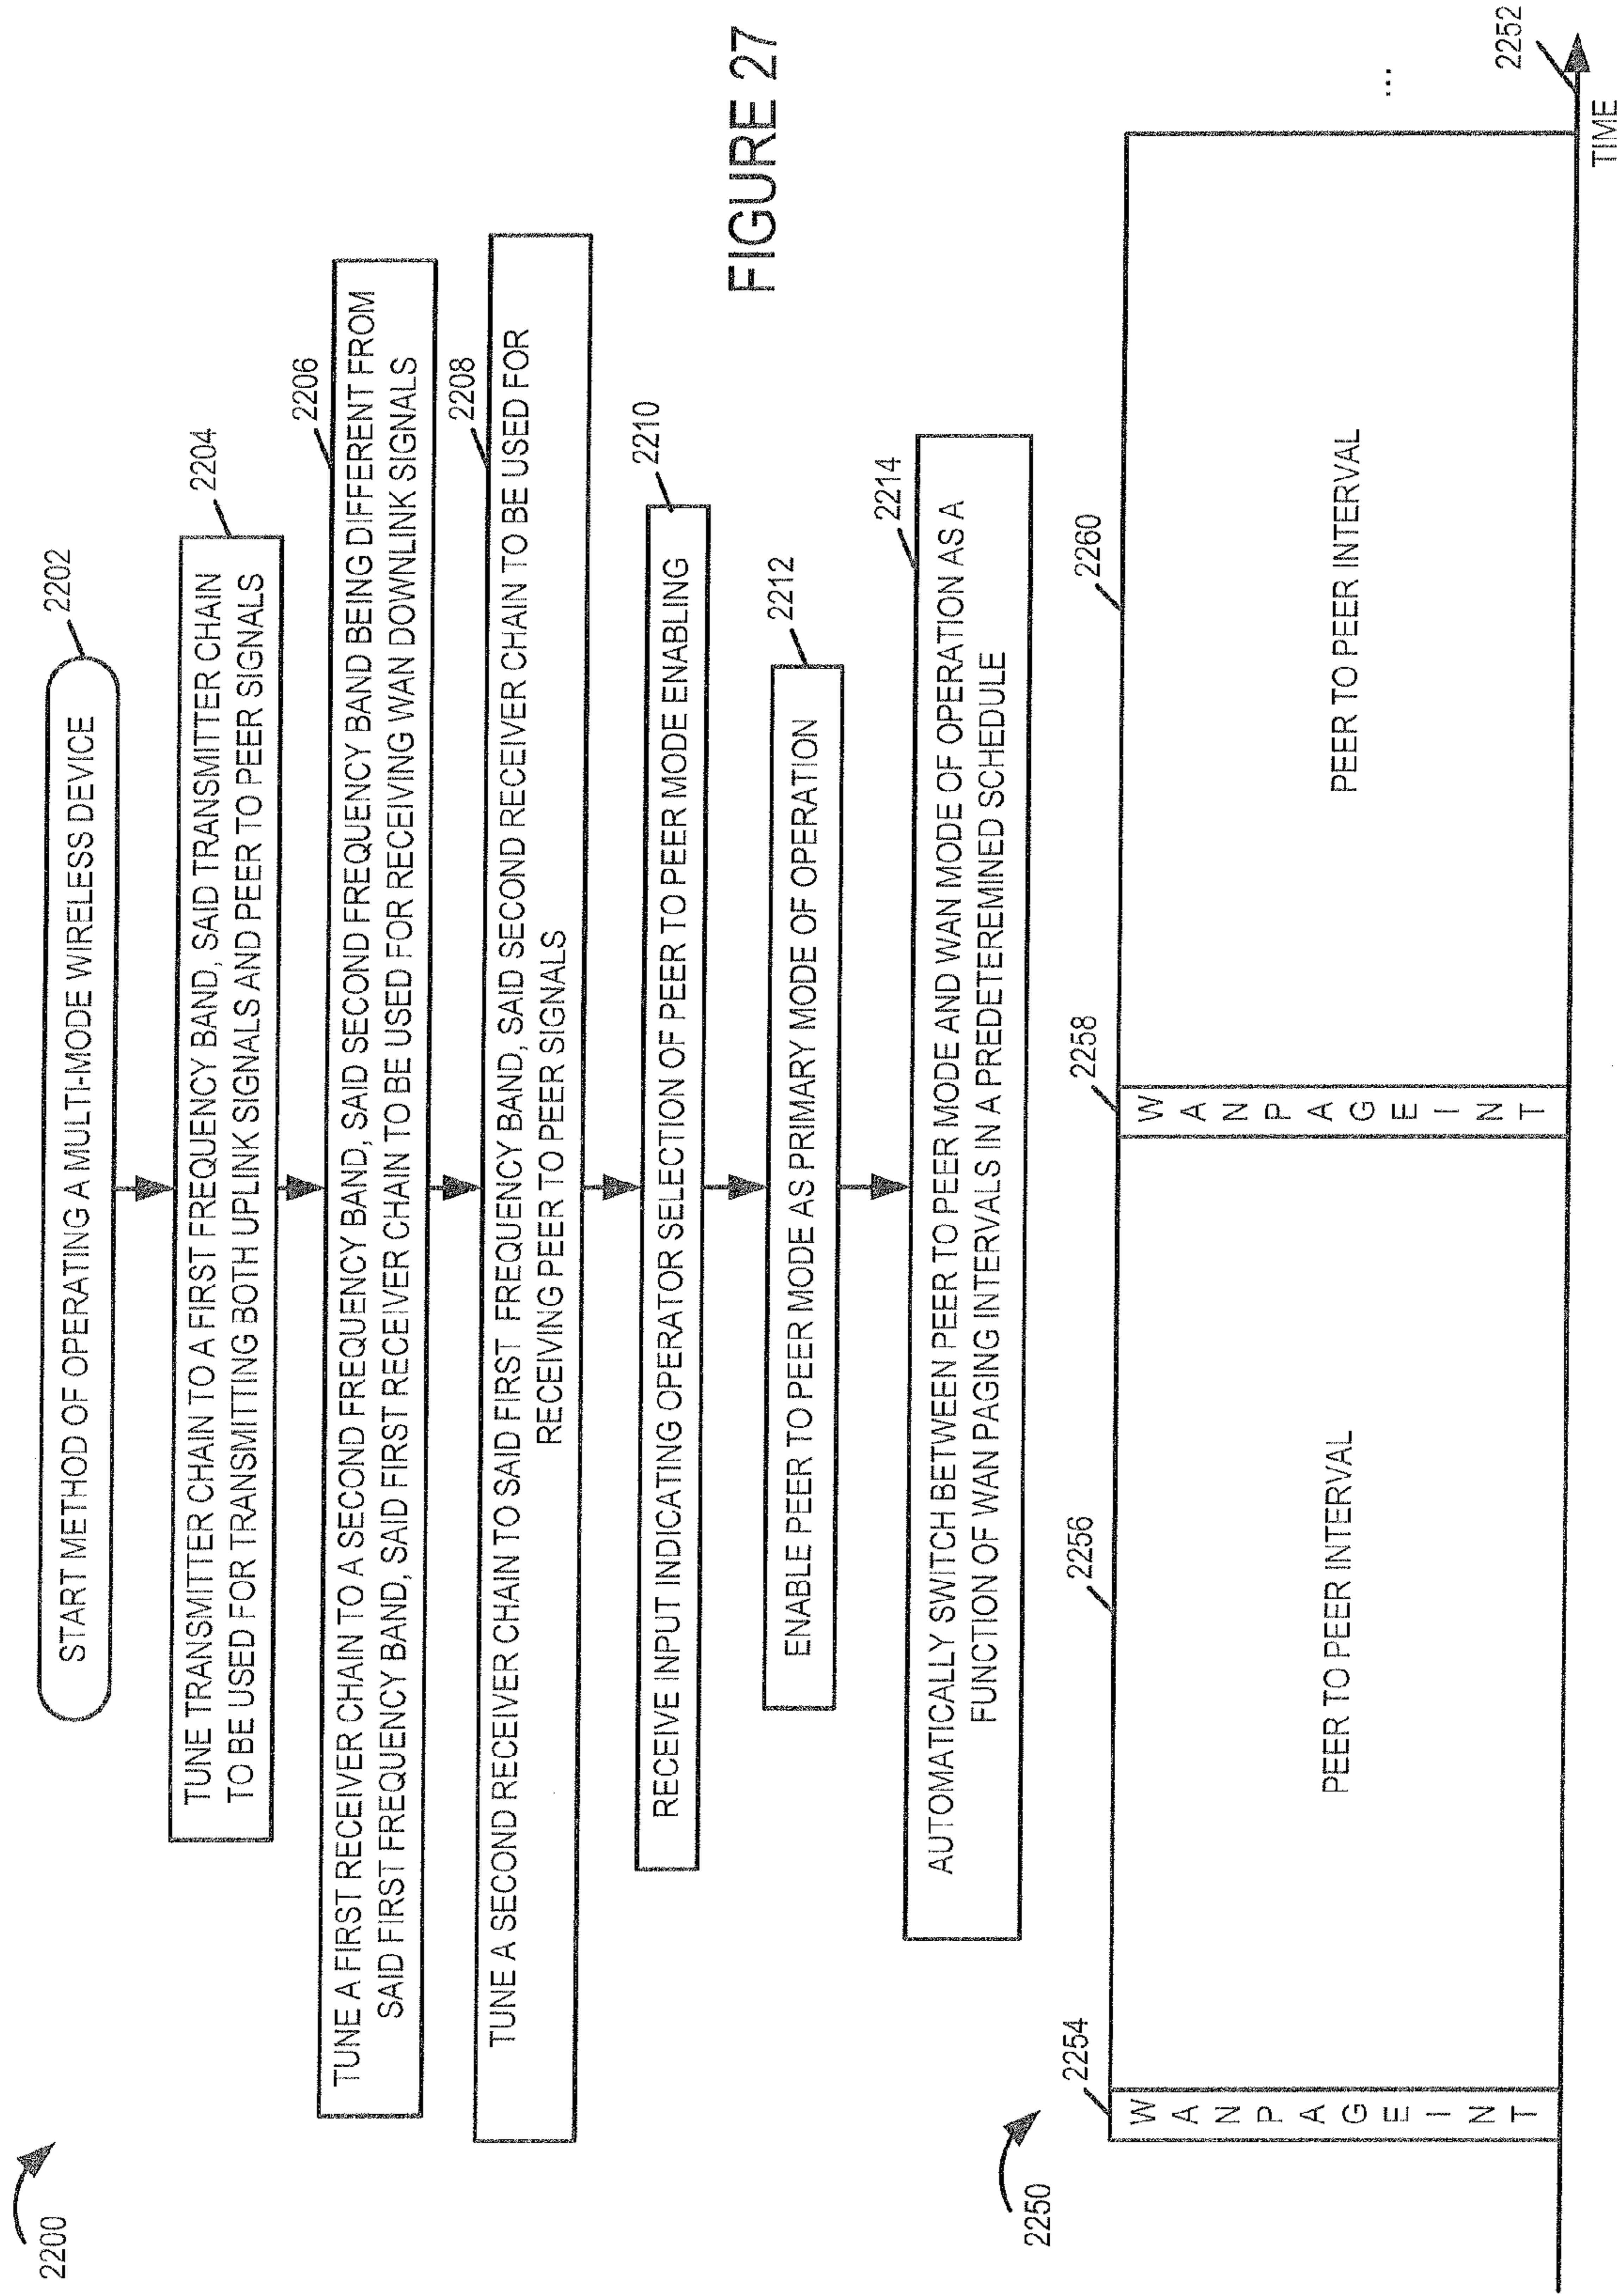 2200
START METHOD OF OPERATING A MULTI-MODE WIRELESS DEVICE
2202
TUNE TRANSMITTER CHAIN TO A FIRST FREQUENCY BAND, SAID TRANSMITTER CHAIN
TO BE USED FOR TRANSMITTING BOTH UPLINK SIGNALS AND PEER TO PEER SIGNALS
2204
TUNE A FIRST RECEIVER CHAIN TO A SECOND FREQUENCY BAND, SAID SECOND FREQUENCY BAND BEING DIFFERENT FROM
SAID FIRST FREQUENCY BAND, SAID FIRST RECEIVER CHAIN TO BE USED FOR RECEIVING WAN DOWNLINK SIGNALS
2206
TUNE A SECOND RECEIVER CHAIN TO SAID FIRST FREQUENCY BAND, SAID SECOND RECEIVER CHAIN TO BE USED FOR
RECEIVING PEER TO PEER SIGNALS
2208
RECEIVE INPUT INDICATING OPERATOR SELECTION OF PEER TO PEER MODE ENABLING
2210
ENABLE PEER TO PEER MODE AS PRIMARY MODE OF OPERATION
2212
AUTOMATICALLY SWITCH BETWEEN PEER TO PEER MODE AND WAN MODE OF OPERATION AS A
FUNCTION OF WAN PAGING INTERVALS IN A PREDETEREMINED SCHEDULE
2214
FIGURE 27
2250
2254
WAN PAGE INT
2256
PEER TO PEER INTERVAL
2258
WAN PAGE INT
2260
PEER TO PEER INTERVAL
...
2252
TIME